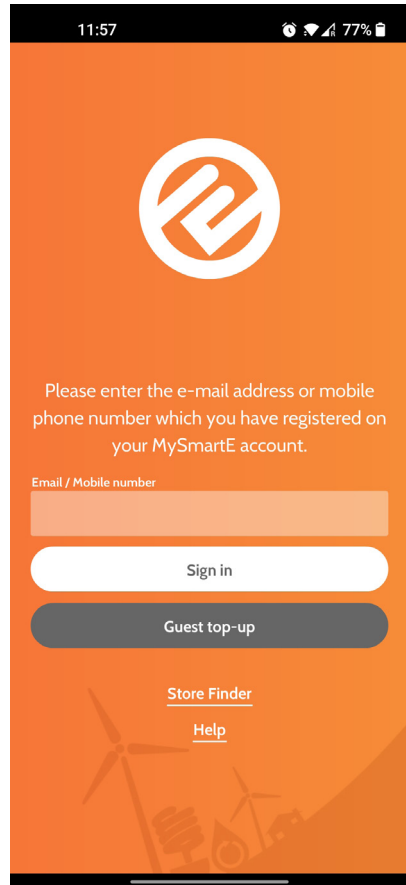 11:57 77%
Please enter the e-mail address or mobile
phone number which you have registered on
your MySmartE account.
Email / Mobile number
Sign in
Guest top-up
Store Finder
Help